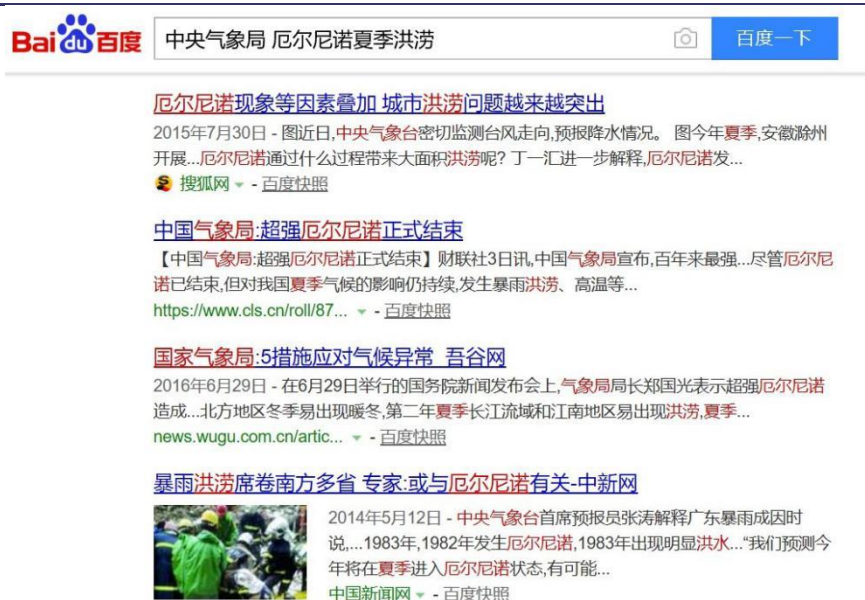 Bai du 百度 中央气象局 厄尔尼诺夏季洪涝 百度一下
厄尔尼诺现象等因素叠加 城市洪涝问题越来越突出
2015年7月30日 - 图近日,中央气象台密切监测台风走向,预报降水情况。 图今年夏季,安徽滁州
开展...厄尔尼诺通过什么过程带来大面积洪涝呢? 丁一汇进一步解释,厄尔尼诺发...
搜狐网 - 百度快照
中国气象局:超强厄尔尼诺正式结束
【中国气象局:超强厄尔尼诺正式结束】财联社3日讯,中国气象局宣布,百年来最强...尽管厄尔尼
诺已结束,但对我国夏季气候的影响仍持续,发生暴雨洪涝、高温等...
https://www.cls.cn/roll/87... - 百度快照
国家气象局:5措施应对气候异常_吾谷网
2016年6月29日 - 在6月29日举行的国务院新闻发布会上,气象局局长郑国光表示超强厄尔尼诺
造成...北方地区冬季易出现暖冬,第二年夏季长江流域和江南地区易出现洪涝,夏季...
news.wugu.com.cn/artic... - 百度快照
暴雨洪涝席卷南方多省 专家:或与厄尔尼诺有关-中新网
2014年5月12日 - 中央气象台首席预报员张涛解释广东暴雨成因时
说,...1983年,1982年发生厄尔尼诺,1983年出现明显洪水...“我们预测今
年将在夏季进入厄尔尼诺状态,有可能...
中国新闻网 - 百度快照